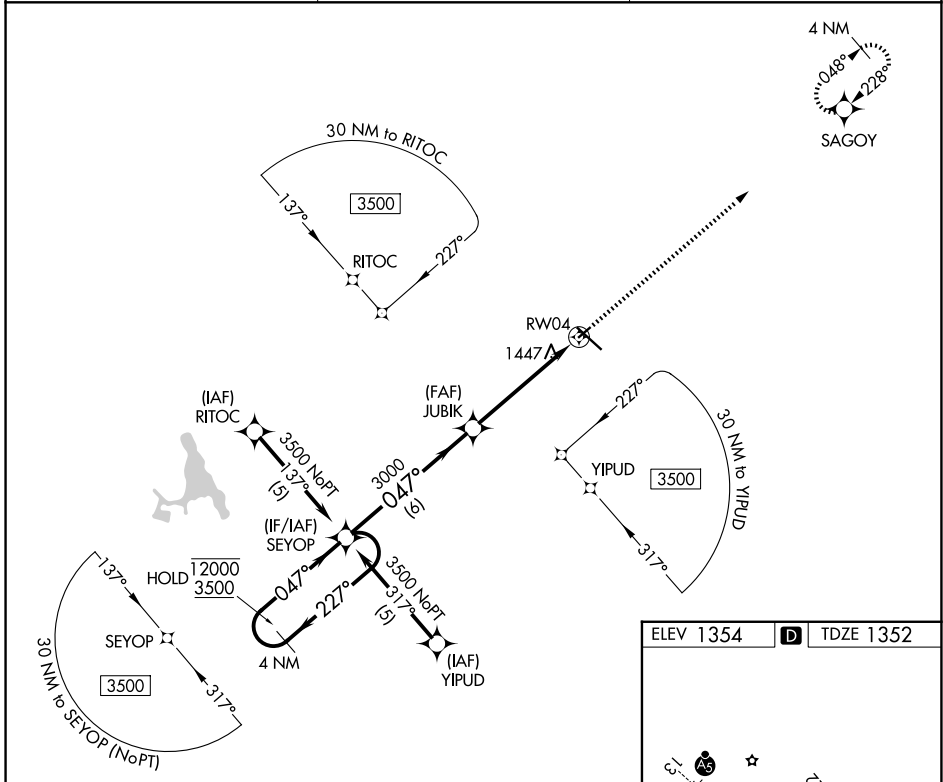 4 NM
048°
228°
SAGOY
30 NM to RITOC
3500
137°
227°
RITOC
RW04
1447
(FAF)
JUBIK
(IAF)
RITOC
3500 NoPT
137°
(5)
3000
047°
(6)
227°
30 NM to YIPUD
YIPUD
3500
317°
(IF/IAF)
SEYOP
HOLD 12000
3500
047°
227°
4 NM
3500 NoPT
317°
(5)
(IAF)
YIPUD
137°
SEYOP
3500
317°
30 NM to SEYOP (NoPT)
ELEV 1354
D
TDZE 1352
A5
13